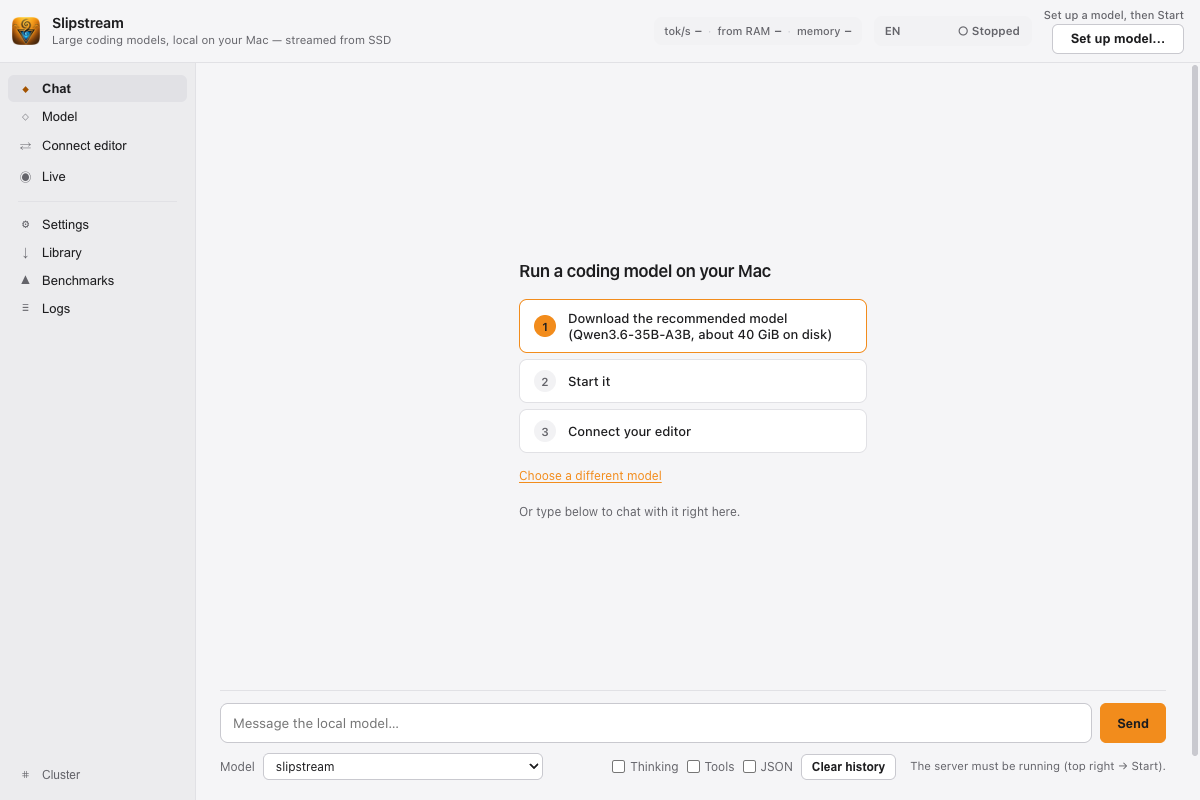 Slipstream
Large coding models, local on your Mac — streamed from SSD
tok/s – · from RAM – · memory –
EN
Stopped
Set up a model, then Start
Set up model...
Chat
Model
Connect editor
Live
Settings
Library
Benchmarks
Logs
Cluster
Run a coding model on your Mac
1 Download the recommended model
(Qwen3.6-35B-A3B, about 40 GiB on disk)
2 Start it
3 Connect your editor
Choose a different model
Or type below to chat with it right here.
Message the local model...
Send
Model slipstream
Thinking
Tools
JSON
Clear history
The server must be running (top right → Start).